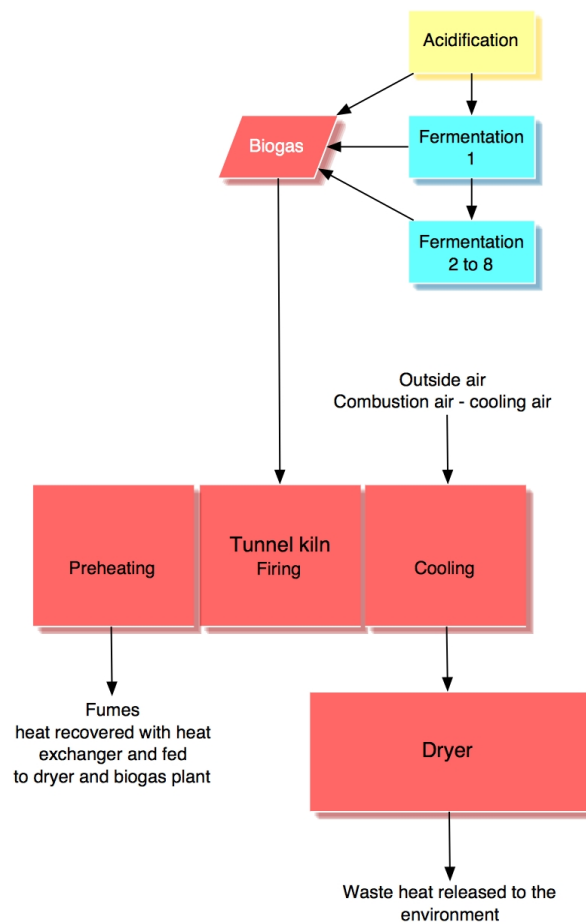 Acidification
Biogas
Fermentation
1
Fermentation
2 to 8
Outside air
Combustion air - cooling air
Preheating
Tunnel kiln
Firing
Cooling
Fumes
heat recovered with heat
exchanger and fed
to dryer and biogas plant
Dryer
Waste heat released to the
environment